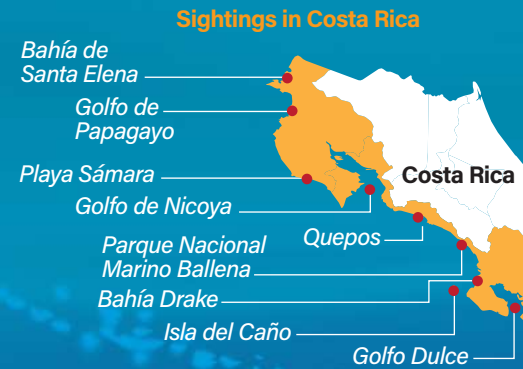 Sightings in Costa Rica
Bahía de
Santa Elena
Golfo de
Papagayo
Playa Sámara
Costa Rica
Golfo de Nicoya
Quepos
Parque Nacional
Marino Ballena
Bahía Drake
Isla del Caño
Golfo Dulce